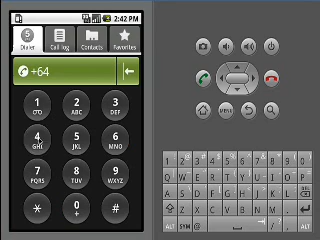 2:42 PM
5
Dialer
Call log
Contacts
Favorites
+64
1
2
ABC
3
DEF
4
GHI
5
JKL
6
MNO
7
PQRS
8
TUV
9
WXYZ
*
0
+
#
MENU
1 2 3 4 5 6 7 8 9 0
Q W E R T Y U I O P
A S D F G H J K L DEL
Z X C V B N M .
ALT SYM @ / , ALT